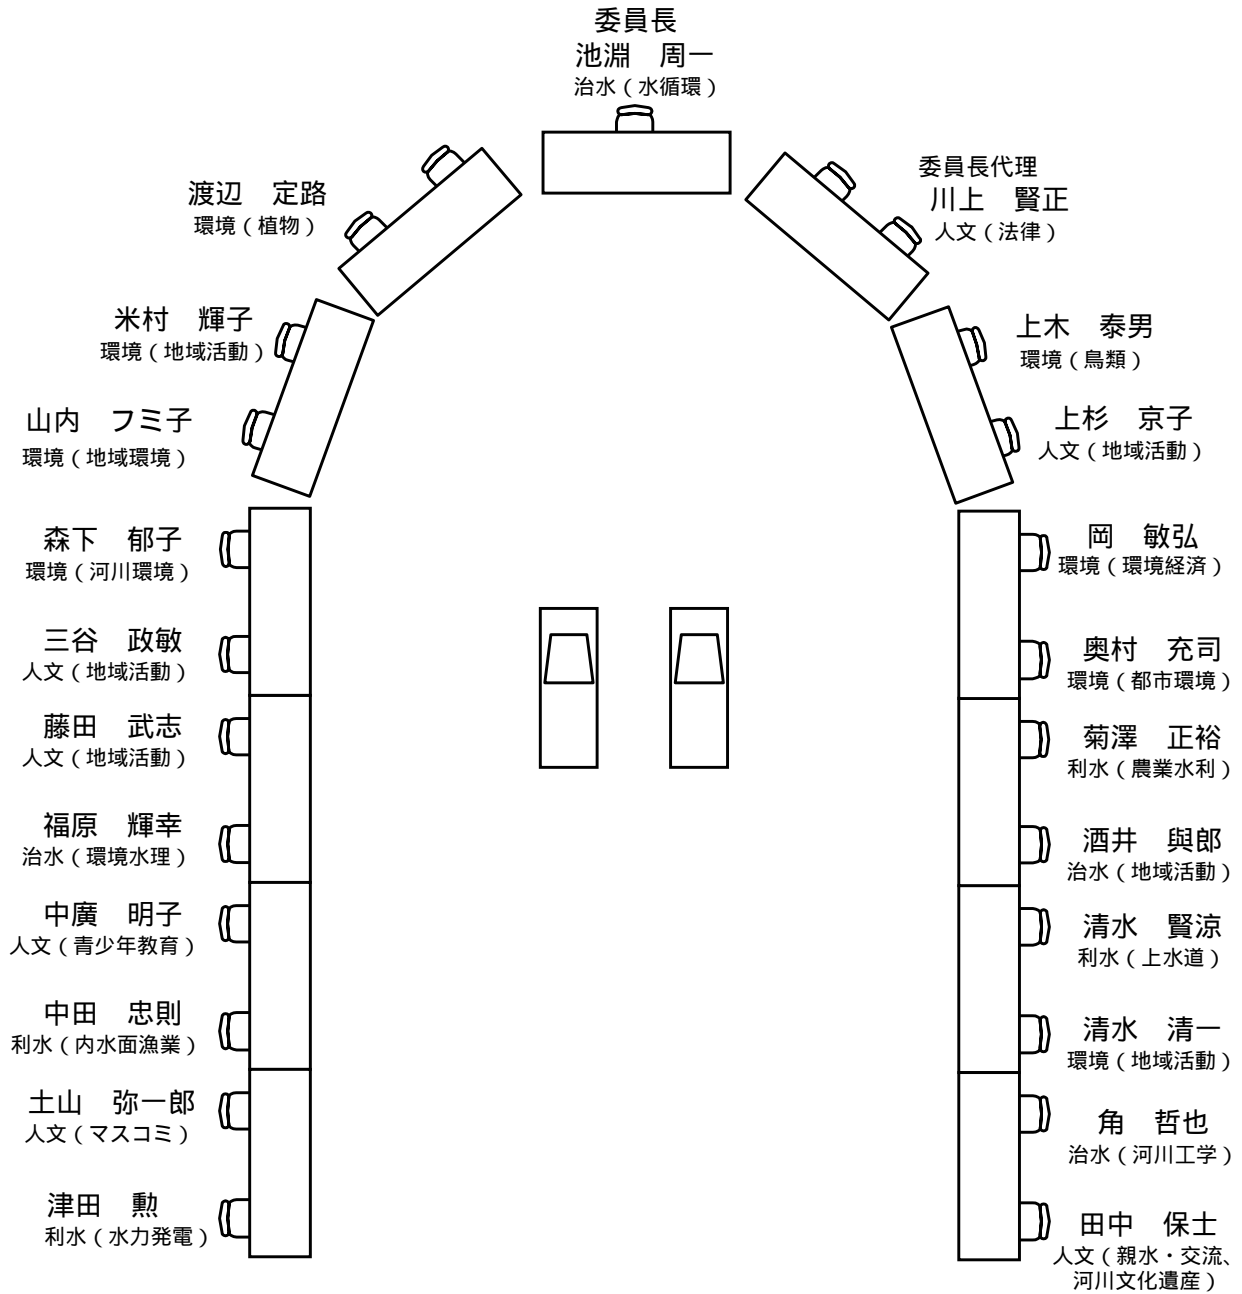 委員長
池淵　周一
治水（水循環）
委員長代理
川上　賢正
人文（法律）
渡辺　定路
環境（植物）
米村　輝子
環境（地域活動）
上木　泰男
環境（鳥類）
山内　フミ子
環境（地域環境）
上杉　京子
人文（地域活動）
森下　郁子
環境（河川環境）
岡　敏弘
環境（環境経済）
三谷　政敏
人文（地域活動）
奥村　充司
環境（都市環境）
藤田　武志
人文（地域活動）
菊澤　正裕
利水（農業水利）
福原　輝幸
治水（環境水理）
酒井　與郎
治水（地域活動）
中廣　明子
人文（青少年教育）
清水　賢涼
利水（上水道）
中田　忠則
利水（内水面漁業）
清水　清一
環境（地域活動）
土山　弥一郎
人文（マスコミ）
角　哲也
治水（河川工学）
津田　勲
利水（水力発電）
田中　保士
人文（親水・交流、
河川文化遺産）